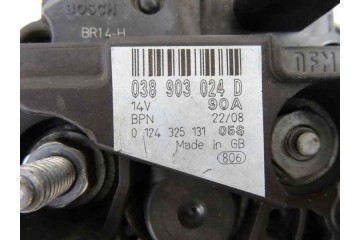 BOSCH
BR14-H
DFM
038 903 024 D
14V 90A
BPN 22/08
0 124 325 131 05S
Made in GB
806